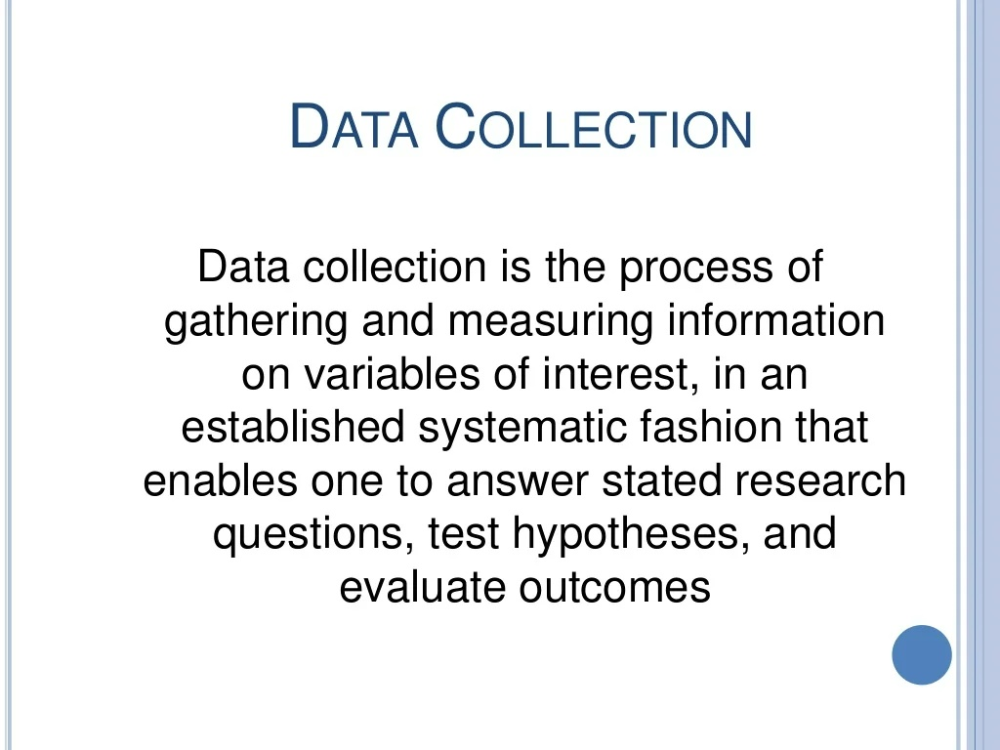 DATA COLLECTION
Data collection is the process of
gathering and measuring information
on variables of interest, in an
established systematic fashion that
enables one to answer stated research
questions, test hypotheses, and
evaluate outcomes